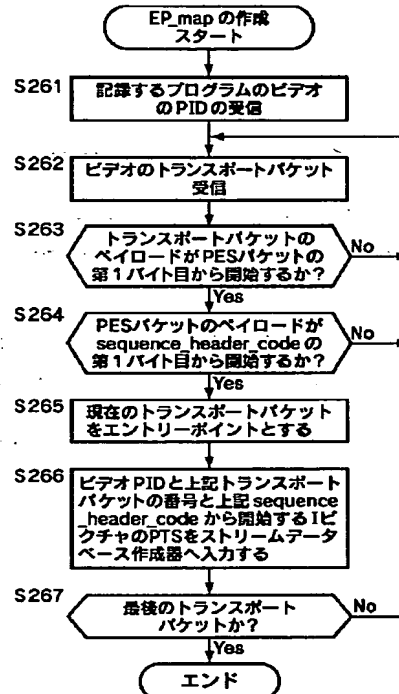 EP_mapの作成
スタート
S261
記録するプログラムのビデオ
のPIDの受信
S262
ビデオのトランスポートパケット
受信
S263
トランスポートパケットの
ペイロードがPESパケットの
第1バイト目から開始するか?
No
Yes
S264
PESパケットのペイロードが
sequence_header_codeの
第1バイト目から開始するか?
No
Yes
S265
現在のトランスポートパケット
をエントリーポイントとする
S266
ビデオPIDと上記トランスポート
パケットの番号と上記sequence
_header_codeから開始するIピ
クチャのPTSをストリームデータ
ベース作成器へ入力する
S267
最後のトランスポート
パケットか?
No
Yes
エンド